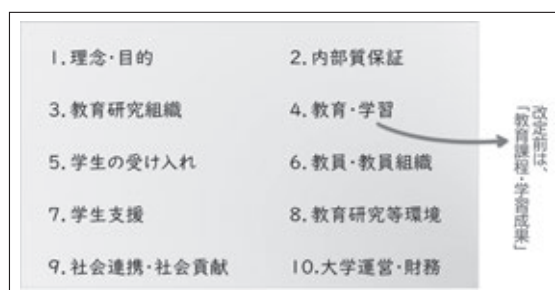 1.理念・目的
2.内部質保証
3.教育研究組織
4.教育・学習
5.学生の受け入れ
6.教員・教員組織
7.学生支援
8.教育研究等環境
9.社会連携・社会貢献
10.大学運営・財務
改定前は、
「教育課程・学習成果」